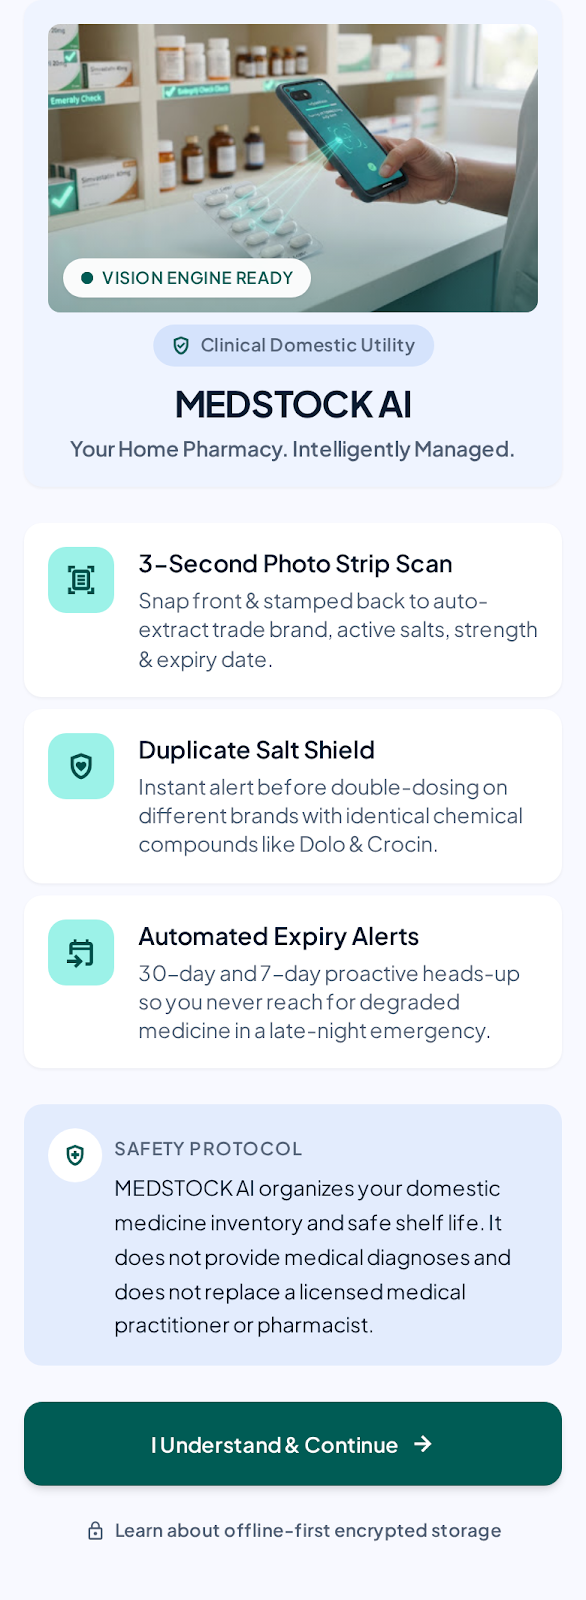 Emeraly Check
Simvastatin 40mg
VISION ENGINE READY
Clinical Domestic Utility
MEDSTOCK AI
Your Home Pharmacy. Intelligently Managed.
3-Second Photo Strip Scan
Snap front & stamped back to auto-
extract trade brand, active salts, strength
& expiry date.
Duplicate Salt Shield
Instant alert before double-dosing on
different brands with identical chemical
compounds like Dolo & Crocin.
Automated Expiry Alerts
30-day and 7-day proactive heads-up
so you never reach for degraded
medicine in a late-night emergency.
SAFETY PROTOCOL
MEDSTOCK AI organizes your domestic
medicine inventory and safe shelf life. It
does not provide medical diagnoses and
does not replace a licensed medical
practitioner or pharmacist.
I Understand & Continue
Learn about offline-first encrypted storage